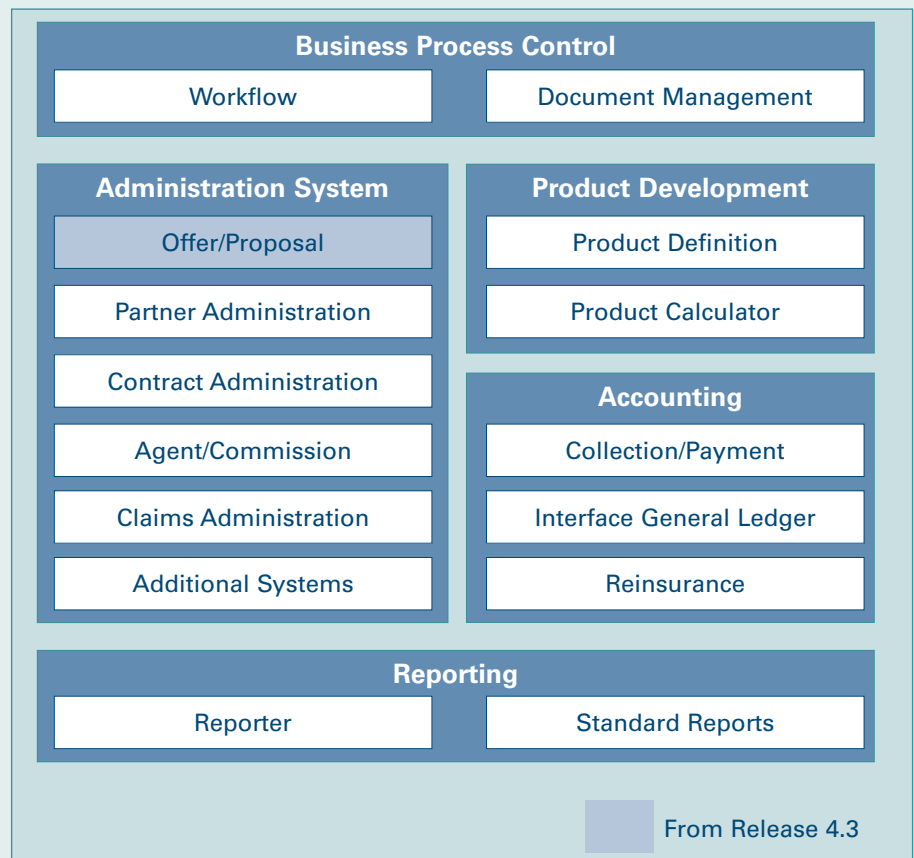 Business Process Control
Workflow
Document Management
Administration System
Offer/Proposal
Partner Administration
Contract Administration
Agent/Commission
Claims Administration
Additional Systems
Product Development
Product Definition
Product Calculator
Accounting
Collection/Payment
Interface General Ledger
Reinsurance
Reporting
Reporter
Standard Reports
From Release 4.3